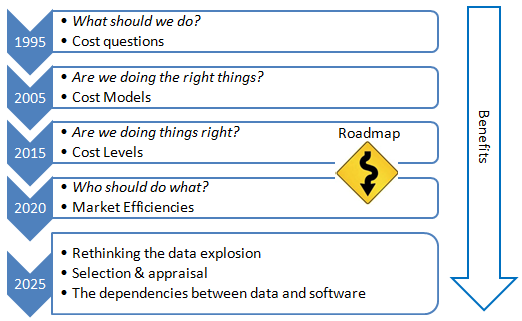 1995
• What should we do?
• Cost questions
2005
• Are we doing the right things?
• Cost Models
2015
• Are we doing things right?
• Cost Levels
Roadmap
2020
• Who should do what?
• Market Efficiencies
2025
• Rethinking the data explosion
• Selection & appraisal
• The dependencies between data and software
Benefits